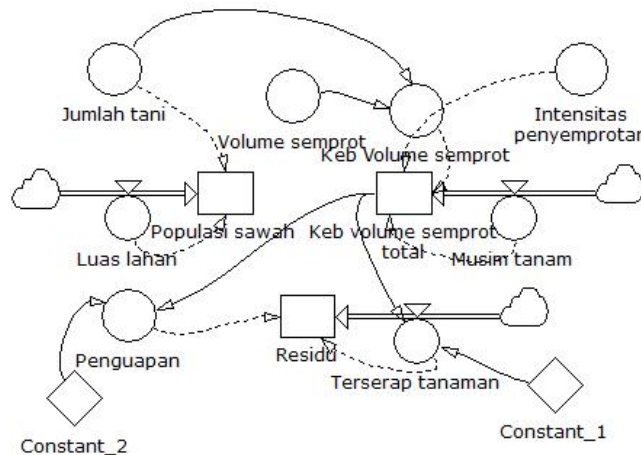 Jumlah tani
Volume semprot
Keb Volume semprot
Intensitas
penyemprotan
Populasi sawah
Keb volume semprot
total
Luas lahan
Musim tanam
Penguapan
Residu
Terserap tanaman
Constant_2
Constant_1